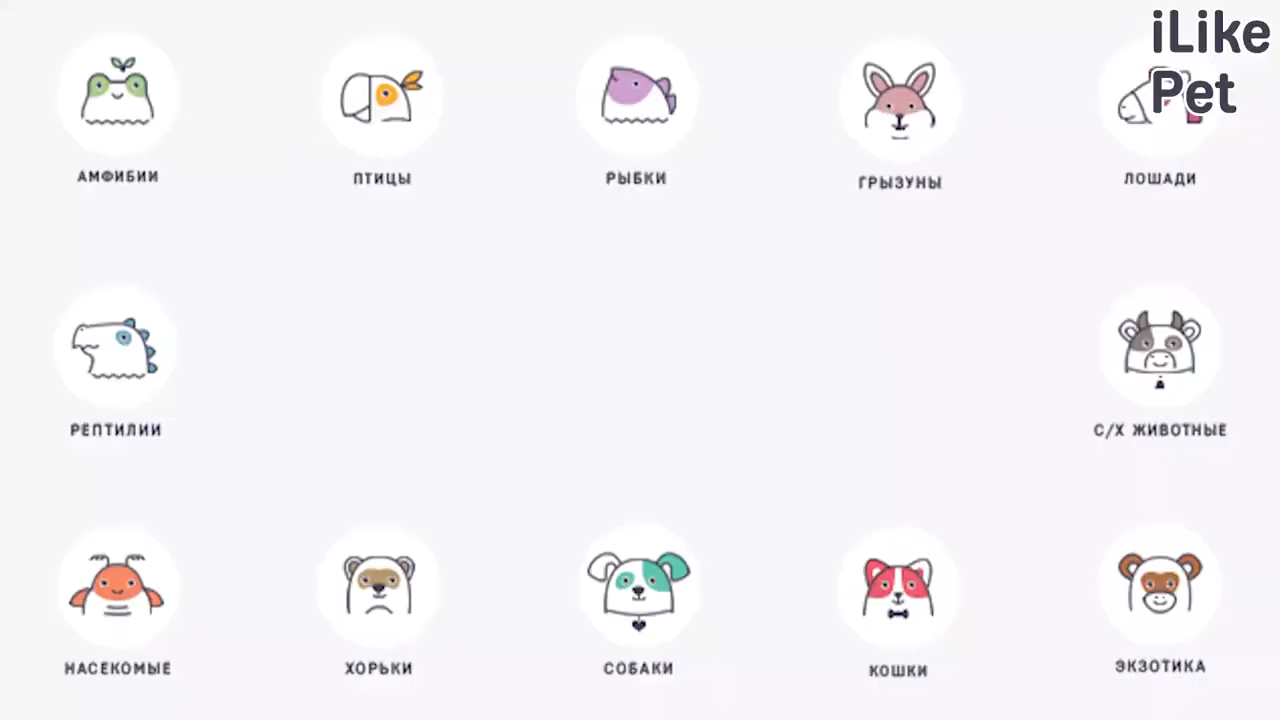 iLike
Pet
АМФИБИИ
ПТИЦЫ
РЫБКИ
ГРЫЗУНЫ
ЛОШАДИ
РЕПТИЛИИ
С/Х ЖИВОТНЫЕ
НАСЕКОМЫЕ
ХОРЬКИ
СОБАКИ
КОШКИ
ЭКЗОТИКА